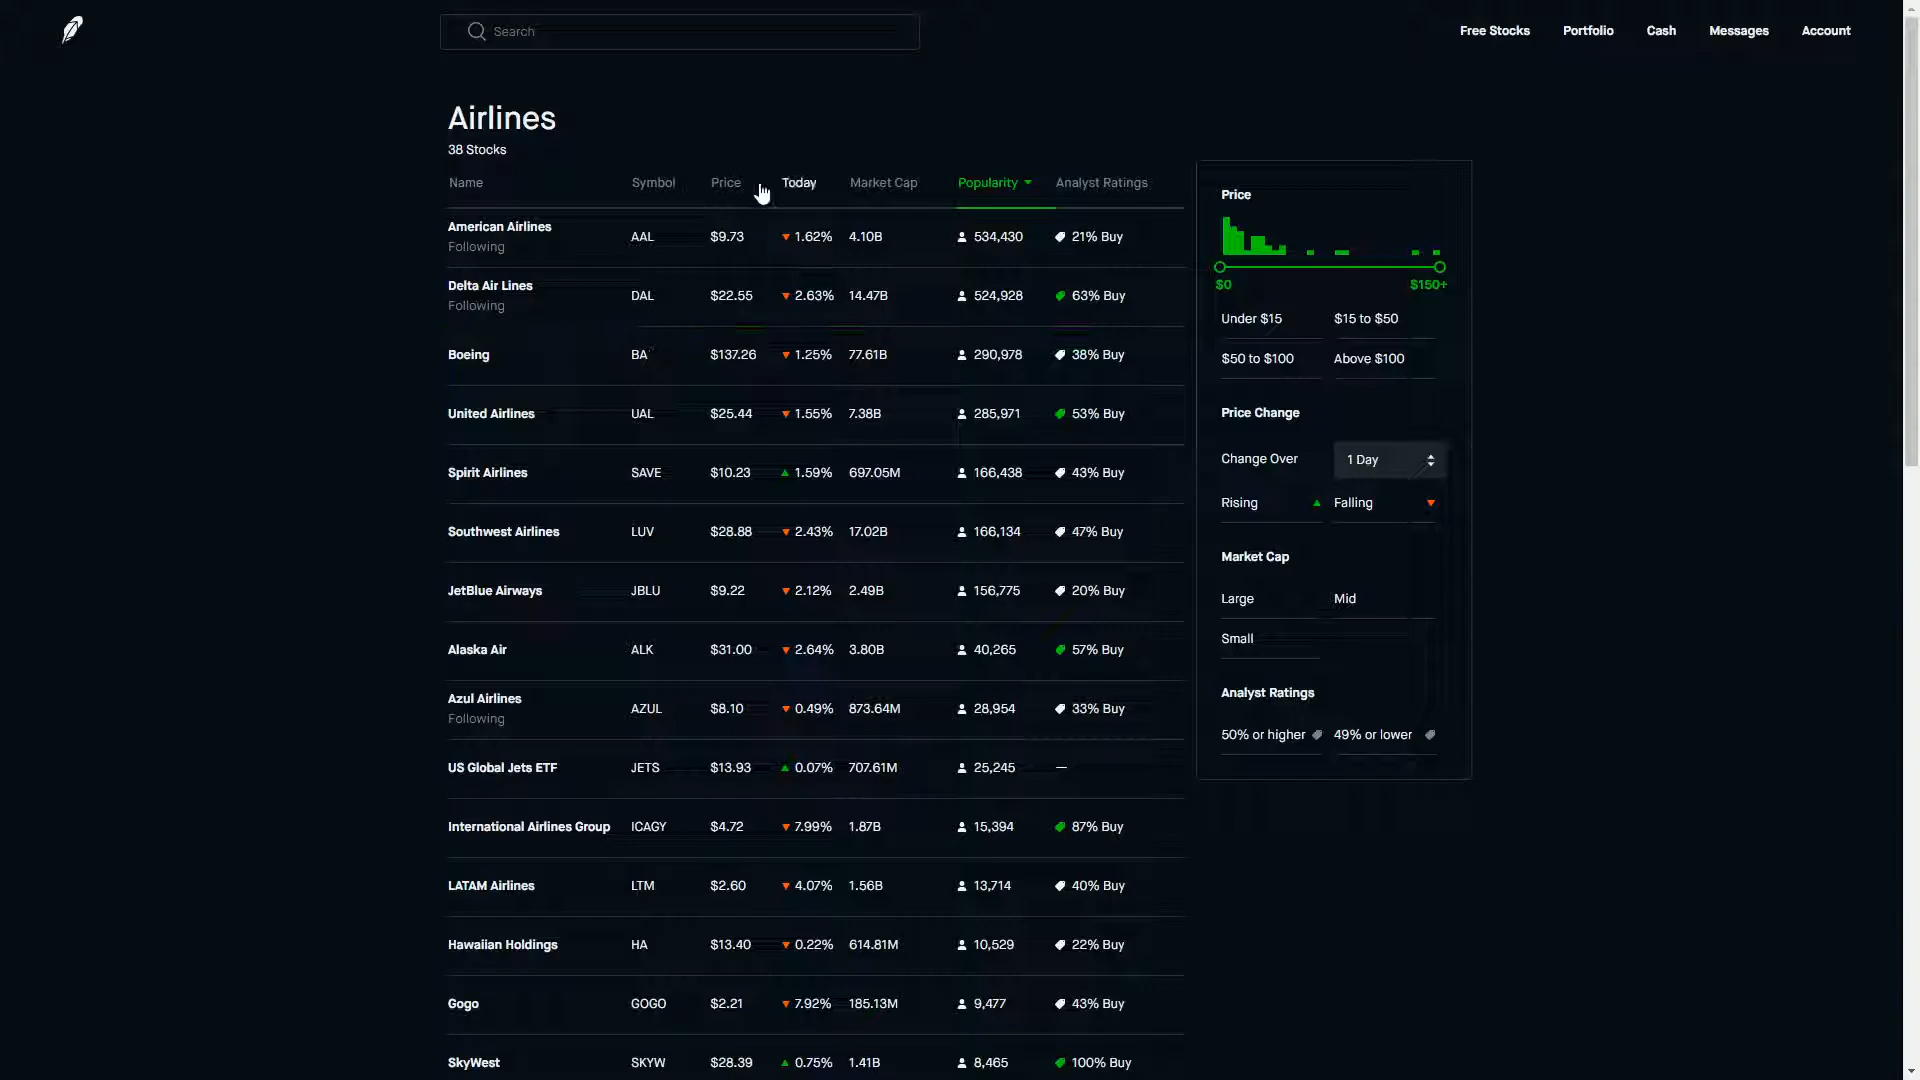 Search
Free Stocks Portfolio Cash Messages Account
Airlines
38 Stocks
Name Symbol Price Today Market Cap Popularity Analyst Ratings
American Airlines
Following
AAL $9.73 1.62% 4.10B 534,430 21% Buy
Delta Air Lines
Following
DAL $22.55 2.63% 14.47B 524,928 63% Buy
Boeing BA $137.26 1.25% 77.61B 290,978 38% Buy
United Airlines UAL $25.44 1.55% 7.38B 285,971 53% Buy
Spirit Airlines SAVE $10.23 1.59% 697.05M 166,438 43% Buy
Southwest Airlines LUV $28.88 2.43% 17.02B 166,134 47% Buy
JetBlue Airways JBLU $9.22 2.12% 2.49B 156,775 20% Buy
Alaska Air ALK $31.00 2.64% 3.80B 40,265 57% Buy
Azul Airlines
Following
AZUL $8.10 0.49% 873.64M 28,954 33% Buy
US Global Jets ETF JETS $13.93 0.07% 707.61M 25,245 —
International Airlines Group ICAGY $4.72 7.99% 1.87B 15,394 87% Buy
LATAM Airlines LTM $2.60 4.07% 1.56B 13,714 40% Buy
Hawaiian Holdings HA $13.40 0.22% 614.81M 10,529 22% Buy
Gogo GOGO $2.21 7.92% 185.13M 9,477 43% Buy
SkyWest SKYW $28.39 0.75% 1.41B 8,465 100% Buy
Price
$0 $150+
Under $15 $15 to $50
$50 to $100 Above $100
Price Change
Change Over 1 Day
Rising Falling
Market Cap
Large Mid
Small
Analyst Ratings
50% or higher 49% or lower